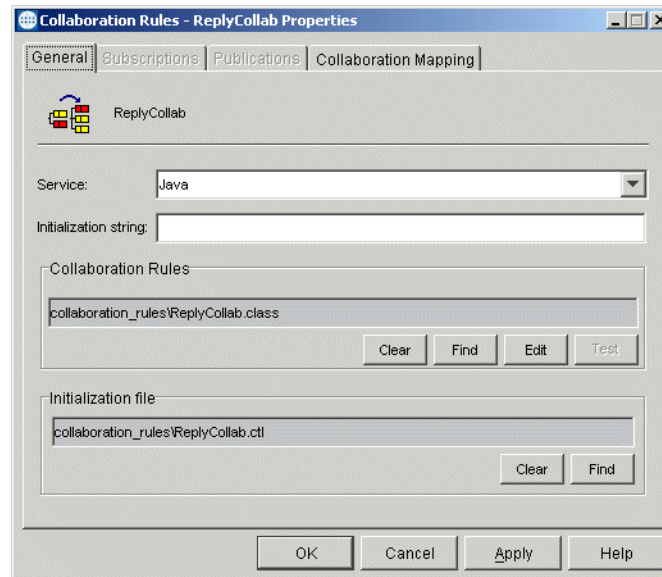 Collaboration Rules - ReplyCollab Properties
General Subscriptions Publications Collaboration Mapping
ReplyCollab
Service: Java
Initialization string:
Collaboration Rules
collaboration_rules\ReplyCollab.class
Clear Find Edit Test
Initialization file
collaboration_rules\ReplyCollab.ctl
Clear Find
OK Cancel Apply Help